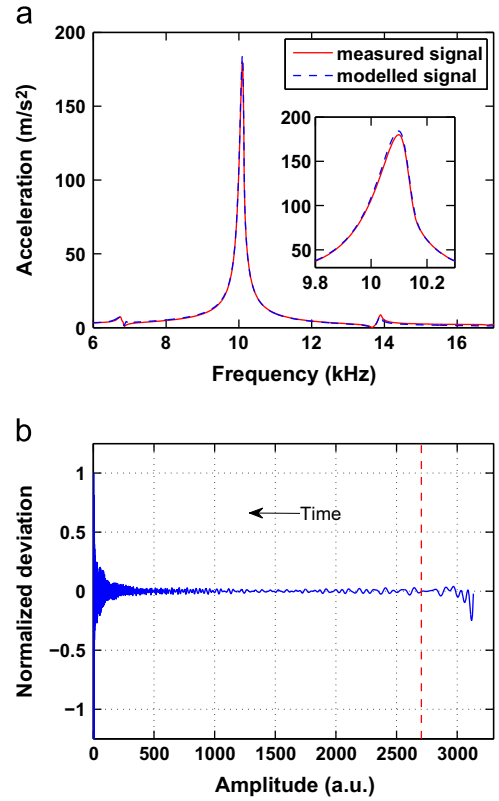 a
200
150
100
50
0
Acceleration (m/s²)
measured signal
modelled signal
200
150
100
50
9.8 10 10.2
6 8 10 12 14 16
Frequency (kHz)
b
1
0.5
0
−0.5
−1
Normalized deviation
Time
0 500 1000 1500 2000 2500 3000
Amplitude (a.u.)